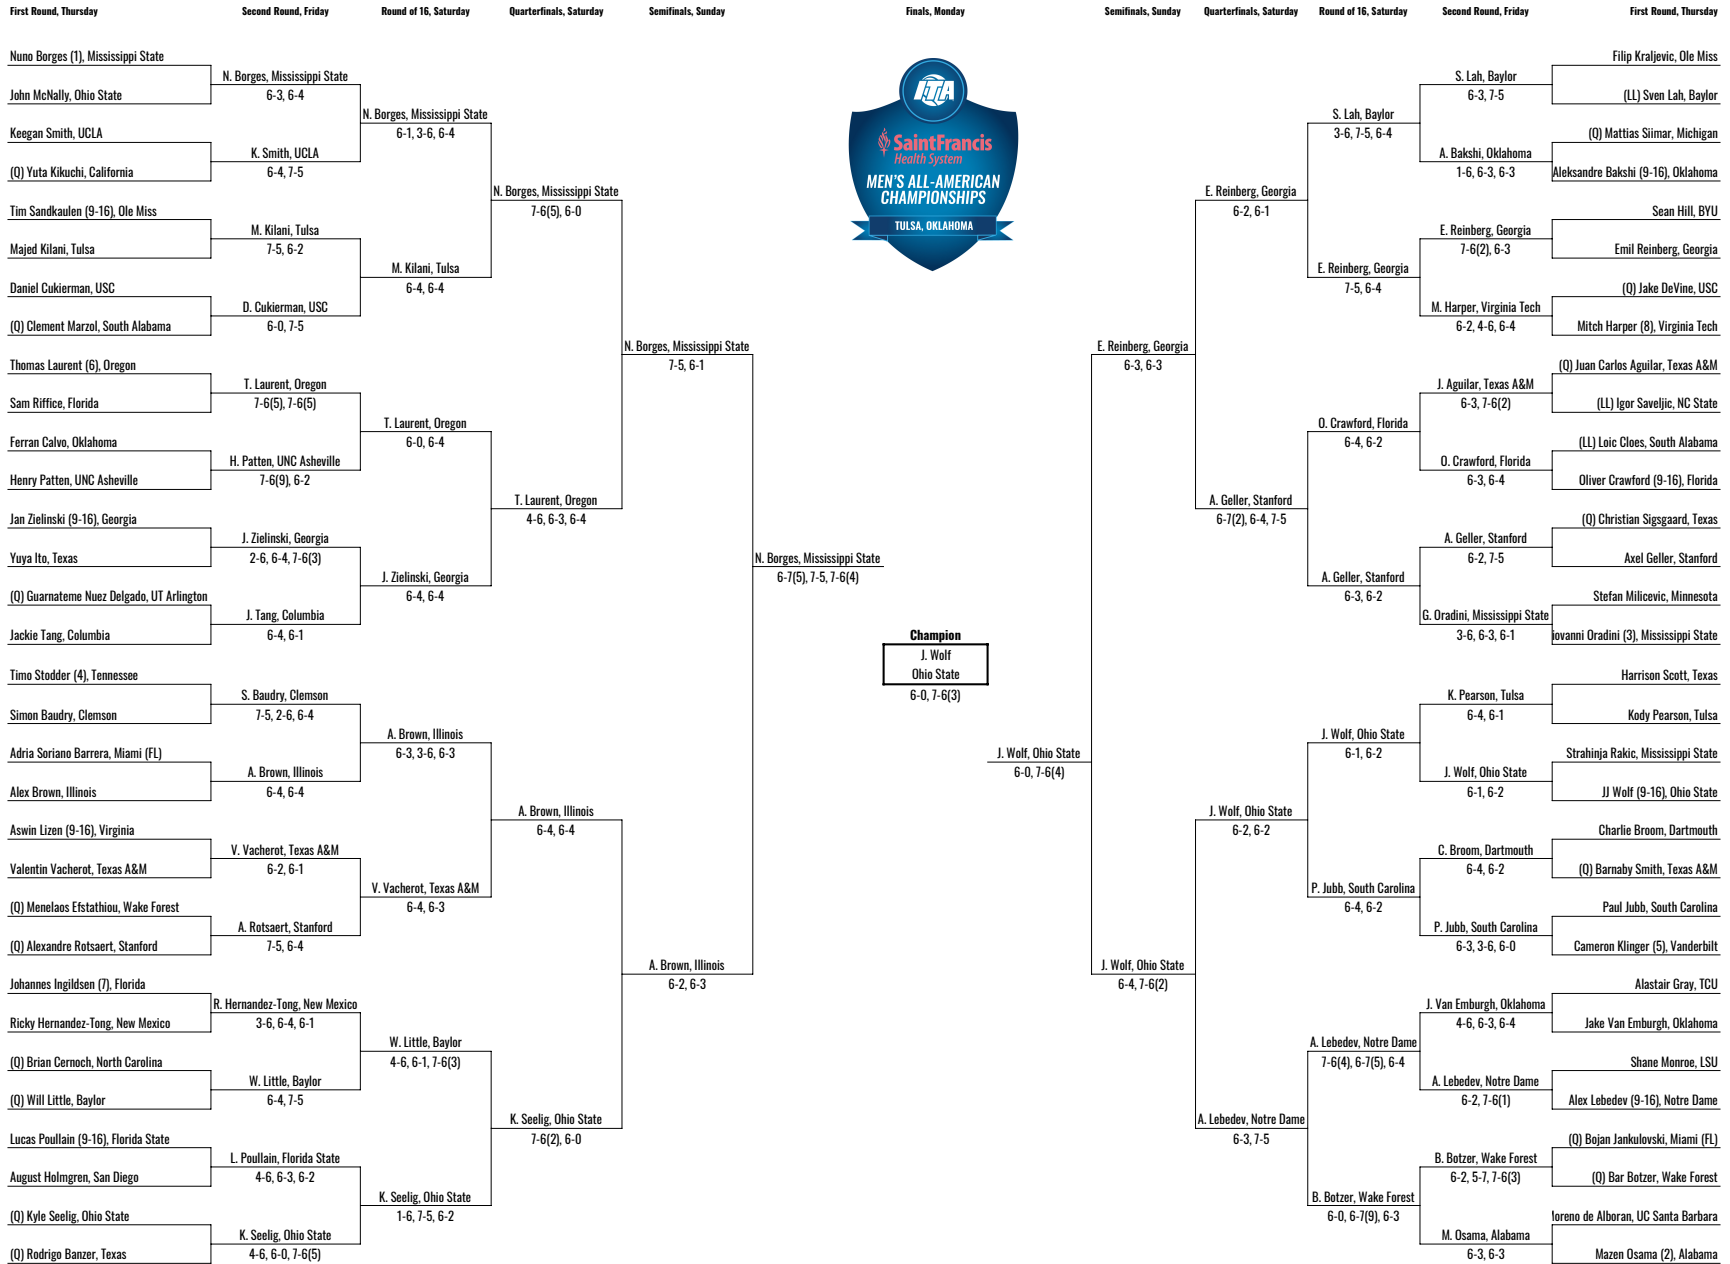 First Round, Thursday
Second Round, Friday
Round of 16, Saturday
Quarterfinals, Saturday
Semifinals, Sunday
Finals, Monday
Semifinals, Sunday
Quarterfinals, Saturday
Round of 16, Saturday
Second Round, Friday
First Round, Thursday
Nuno Borges (1), Mississippi State
John McNally, Ohio State
Keegan Smith, UCLA
(Q) Yuta Kikuchi, California
Tim Sandkaulen (9-16), Ole Miss
Majed Kilani, Tulsa
Daniel Cukierman, USC
(Q) Clement Marzol, South Alabama
Thomas Laurent (6), Oregon
Sam Riffice, Florida
Ferran Calvo, Oklahoma
Henry Patten, UNC Asheville
Jan Zielinski (9-16), Georgia
Yuya Ito, Texas
(Q) Guarnateme Nuez Delgado, UT Arlington
Jackie Tang, Columbia
Timo Stodder (4), Tennessee
Simon Baudry, Clemson
Adria Soriano Barrera, Miami (FL)
Alex Brown, Illinois
Aswin Lizen (9-16), Virginia
Valentin Vacherot, Texas A&M
(Q) Menelaos Efstathiou, Wake Forest
(Q) Alexandre Rotsaert, Stanford
Johannes Ingildsen (7), Florida
Ricky Hernandez-Tong, New Mexico
(Q) Brian Cernoch, North Carolina
(Q) Will Little, Baylor
Lucas Poullain (9-16), Florida State
August Holmgren, San Diego
(Q) Kyle Seelig, Ohio State
(Q) Rodrigo Banzer, Texas
N. Borges, Mississippi State
6-3, 6-4
K. Smith, UCLA
6-4, 7-5
M. Kilani, Tulsa
7-5, 6-2
D. Cukierman, USC
6-0, 7-5
T. Laurent, Oregon
7-6(5), 7-6(5)
H. Patten, UNC Asheville
7-6(9), 6-2
J. Zielinski, Georgia
2-6, 6-4, 7-6(3)
J. Tang, Columbia
6-4, 6-1
S. Baudry, Clemson
7-5, 2-6, 6-4
A. Brown, Illinois
6-4, 6-4
V. Vacherot, Texas A&M
6-2, 6-1
A. Rotsaert, Stanford
7-5, 6-4
R. Hernandez-Tong, New Mexico
3-6, 6-4, 6-1
W. Little, Baylor
6-4, 7-5
L. Poullain, Florida State
4-6, 6-3, 6-2
K. Seelig, Ohio State
4-6, 6-0, 7-6(5)
N. Borges, Mississippi State
6-1, 3-6, 6-4
M. Kilani, Tulsa
6-4, 6-4
T. Laurent, Oregon
6-0, 6-4
J. Zielinski, Georgia
6-4, 6-4
A. Brown, Illinois
6-3, 3-6, 6-3
V. Vacherot, Texas A&M
6-4, 6-3
W. Little, Baylor
4-6, 6-1, 7-6(3)
K. Seelig, Ohio State
1-6, 7-5, 6-2
N. Borges, Mississippi State
7-6(5), 6-0
T. Laurent, Oregon
4-6, 6-3, 6-4
A. Brown, Illinois
6-4, 6-4
K. Seelig, Ohio State
7-6(2), 6-0
N. Borges, Mississippi State
7-5, 6-1
A. Brown, Illinois
6-2, 6-3
N. Borges, Mississippi State
6-7(5), 7-5, 7-6(4)
ITA
SaintFrancis
Health System
MEN'S ALL-AMERICAN
CHAMPIONSHIPS
TULSA, OKLAHOMA
Champion
J. Wolf
Ohio State
6-0, 7-6(3)
J. Wolf, Ohio State
6-0, 7-6(4)
E. Reinberg, Georgia
6-3, 6-3
J. Wolf, Ohio State
6-4, 7-6(2)
E. Reinberg, Georgia
6-2, 6-1
A. Geller, Stanford
6-7(2), 6-4, 7-5
J. Wolf, Ohio State
6-2, 6-2
A. Lebedev, Notre Dame
6-3, 7-5
S. Lah, Baylor
3-6, 7-5, 6-4
E. Reinberg, Georgia
7-5, 6-4
O. Crawford, Florida
6-4, 6-2
A. Geller, Stanford
6-3, 6-2
J. Wolf, Ohio State
6-1, 6-2
P. Jubb, South Carolina
6-4, 6-2
A. Lebedev, Notre Dame
7-6(4), 6-7(5), 6-4
B. Botzer, Wake Forest
6-0, 6-7(9), 6-3
S. Lah, Baylor
6-3, 7-5
A. Bakshi, Oklahoma
1-6, 6-3, 6-3
E. Reinberg, Georgia
7-6(2), 6-3
M. Harper, Virginia Tech
6-2, 4-6, 6-4
J. Aguilar, Texas A&M
6-3, 7-6(2)
O. Crawford, Florida
6-3, 6-4
A. Geller, Stanford
6-2, 7-5
G. Oradini, Mississippi State
3-6, 6-3, 6-1
K. Pearson, Tulsa
6-4, 6-1
J. Wolf, Ohio State
6-1, 6-2
C. Broom, Dartmouth
6-4, 6-2
P. Jubb, South Carolina
6-3, 3-6, 6-0
J. Van Emburgh, Oklahoma
4-6, 6-3, 6-4
A. Lebedev, Notre Dame
6-2, 7-6(1)
B. Botzer, Wake Forest
6-2, 5-7, 7-6(3)
M. Osama, Alabama
6-3, 6-3
Filip Kraljevic, Ole Miss
(LL) Sven Lah, Baylor
(Q) Mattias Siimar, Michigan
Aleksandre Bakshi (9-16), Oklahoma
Sean Hill, BYU
Emil Reinberg, Georgia
(Q) Jake DeVine, USC
Mitch Harper (8), Virginia Tech
(Q) Juan Carlos Aguilar, Texas A&M
(LL) Igor Saveljic, NC State
(LL) Loic Cloes, South Alabama
Oliver Crawford (9-16), Florida
(Q) Christian Sigsgaard, Texas
Axel Geller, Stanford
Stefan Milicevic, Minnesota
iovanni Oradini (3), Mississippi State
Harrison Scott, Texas
Kody Pearson, Tulsa
Strahinja Rakic, Mississippi State
JJ Wolf (9-16), Ohio State
Charlie Broom, Dartmouth
(Q) Barnaby Smith, Texas A&M
Paul Jubb, South Carolina
Cameron Klinger (5), Vanderbilt
Alastair Gray, TCU
Jake Van Emburgh, Oklahoma
Shane Monroe, LSU
Alex Lebedev (9-16), Notre Dame
(Q) Bojan Jankulovski, Miami (FL)
(Q) Bar Botzer, Wake Forest
oreno de Alboran, UC Santa Barbara
Mazen Osama (2), Alabama